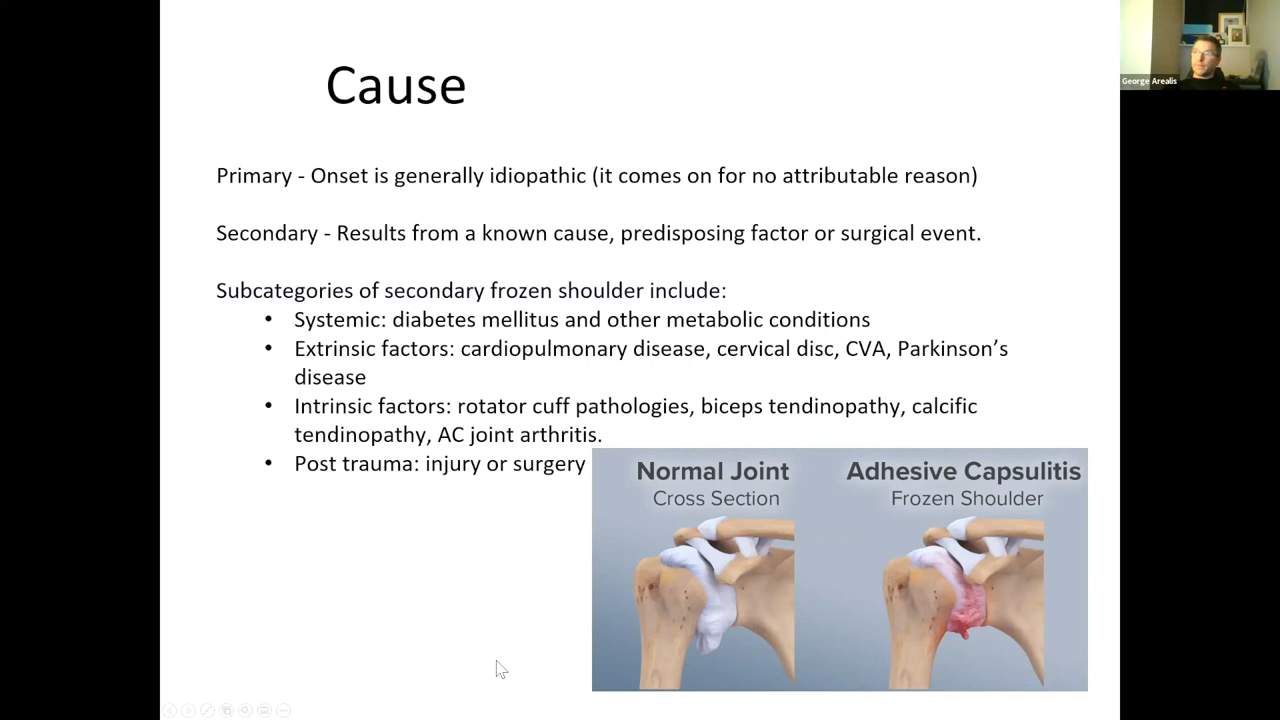 Cause
George Arealis
Primary - Onset is generally idiopathic (it comes on for no attributable reason)
Secondary - Results from a known cause, predisposing factor or surgical event.
Subcategories of secondary frozen shoulder include:
• Systemic: diabetes mellitus and other metabolic conditions
• Extrinsic factors: cardiopulmonary disease, cervical disc, CVA, Parkinson’s
disease
• Intrinsic factors: rotator cuff pathologies, biceps tendinopathy, calcific
tendinopathy, AC joint arthritis.
• Post trauma: injury or surgery
Normal Joint
Cross Section
Adhesive Capsulitis
Frozen Shoulder